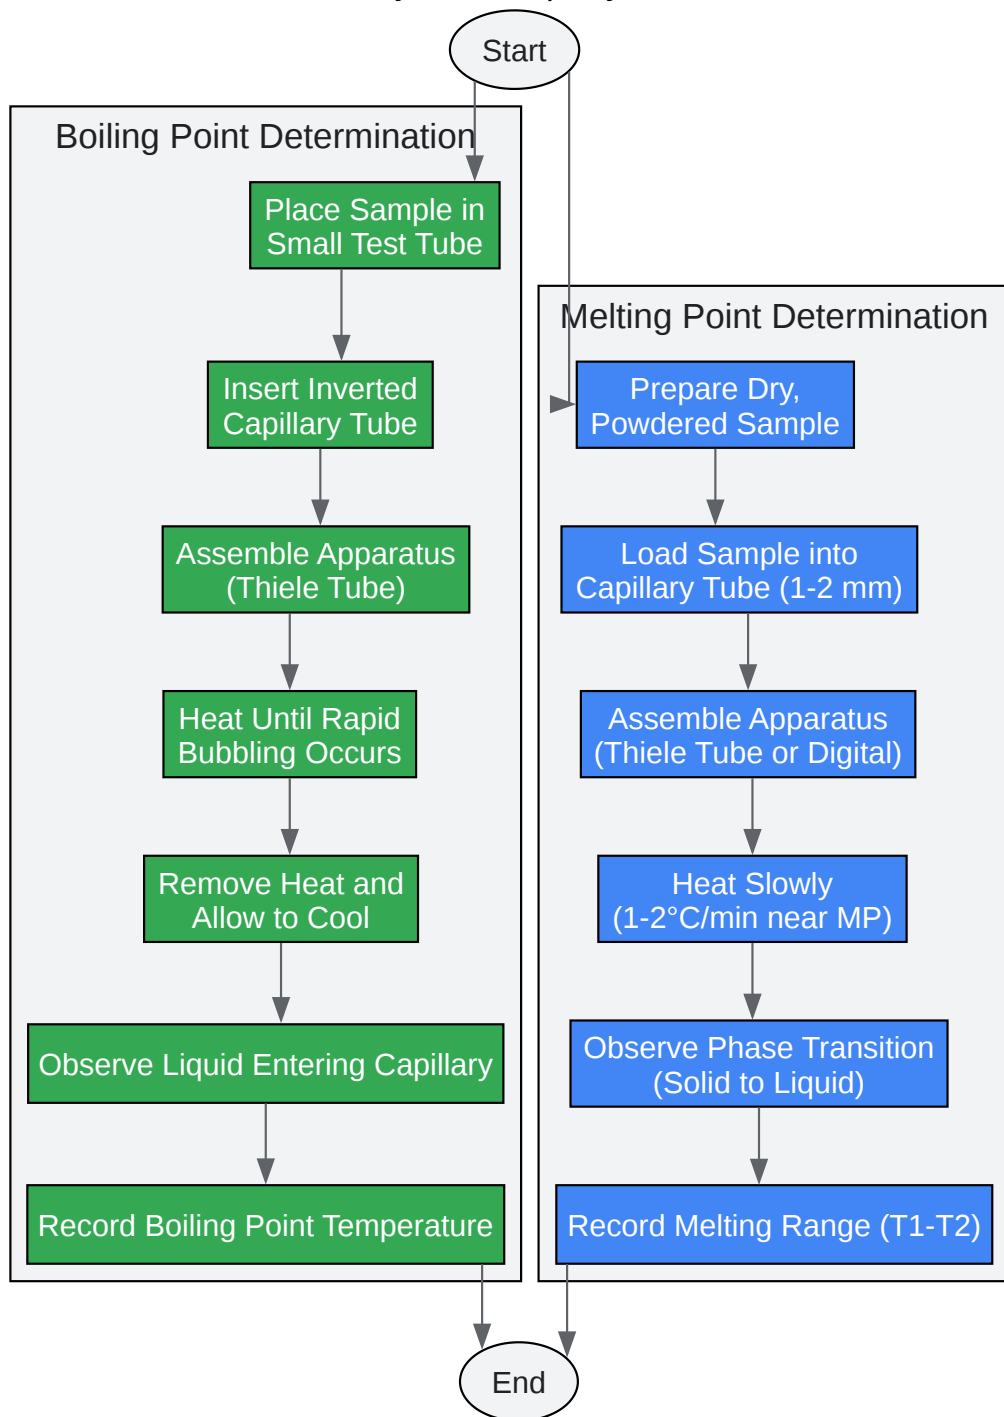 Start
Boiling Point Determination
Place Sample in
Small Test Tube
Insert Inverted
Capillary Tube
Assemble Apparatus
(Thiele Tube)
Heat Until Rapid
Bubbling Occurs
Remove Heat and
Allow to Cool
Observe Liquid Entering Capillary
Record Boiling Point Temperature
Melting Point Determination
Prepare Dry,
Powdered Sample
Load Sample into
Capillary Tube (1-2 mm)
Assemble Apparatus
(Thiele Tube or Digital)
Heat Slowly
(1-2°C/min near MP)
Observe Phase Transition
(Solid to Liquid)
Record Melting Range (T1-T2)
End